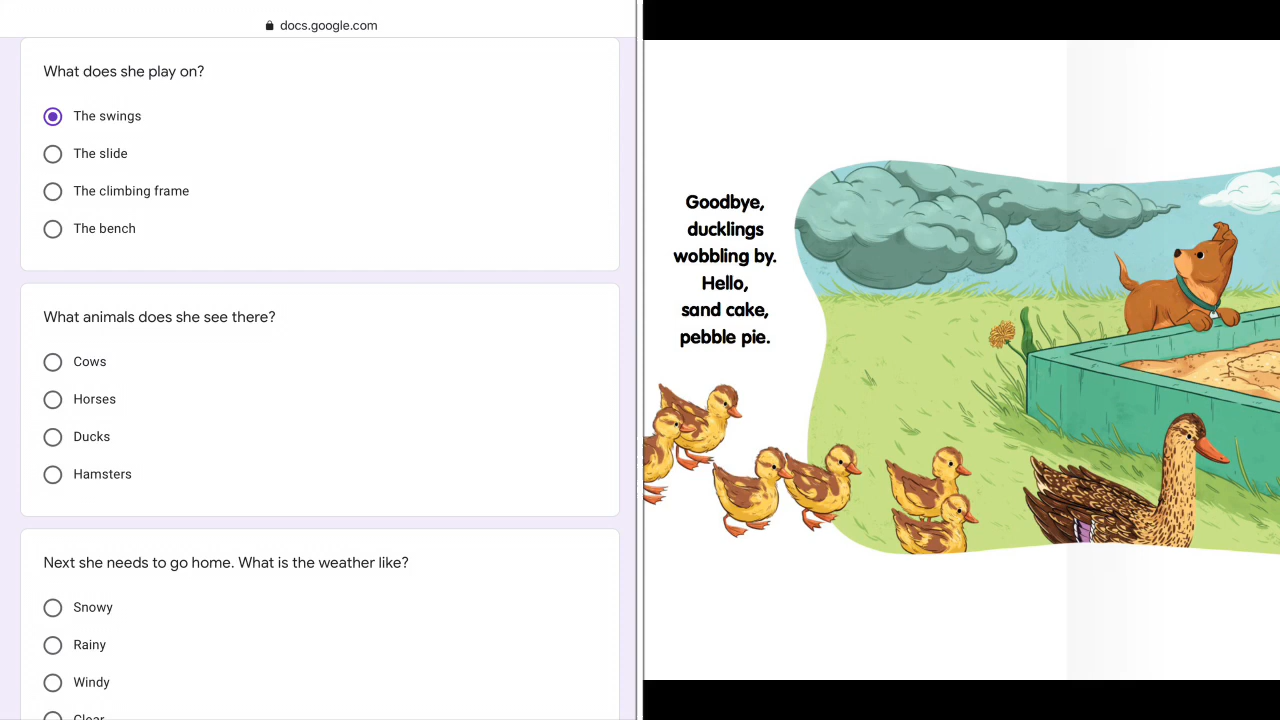 docs.google.com
What does she play on?
The swings
The slide
The climbing frame
The bench
What animals does she see there?
Cows
Horses
Ducks
Hamsters
Next she needs to go home. What is the weather like?
Snowy
Rainy
Windy
Clear
Goodbye,
ducklings
wobbling by.
Hello,
sand cake,
pebble pie.